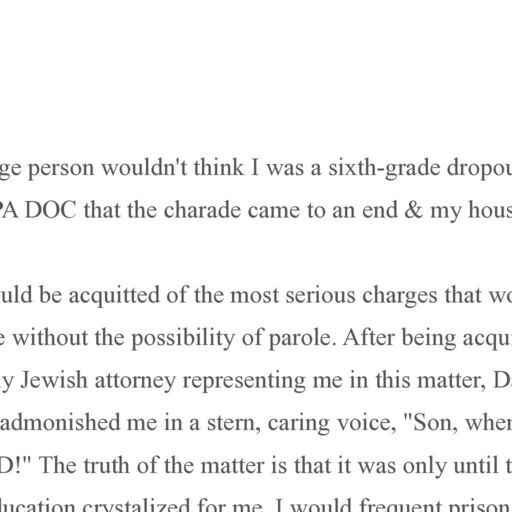 ge person wouldn't think I was a sixth-grade dropou
PA DOC that the charade came to an end & my hous
uld be acquitted of the most serious charges that wo
e without the possibility of parole. After being acqui
y Jewish attorney representing me in this matter, D
admonished me in a stern, caring voice, "Son, when
D!" The truth of the matter is that it was only until t
lucation crystalized for me. I would frequent prison